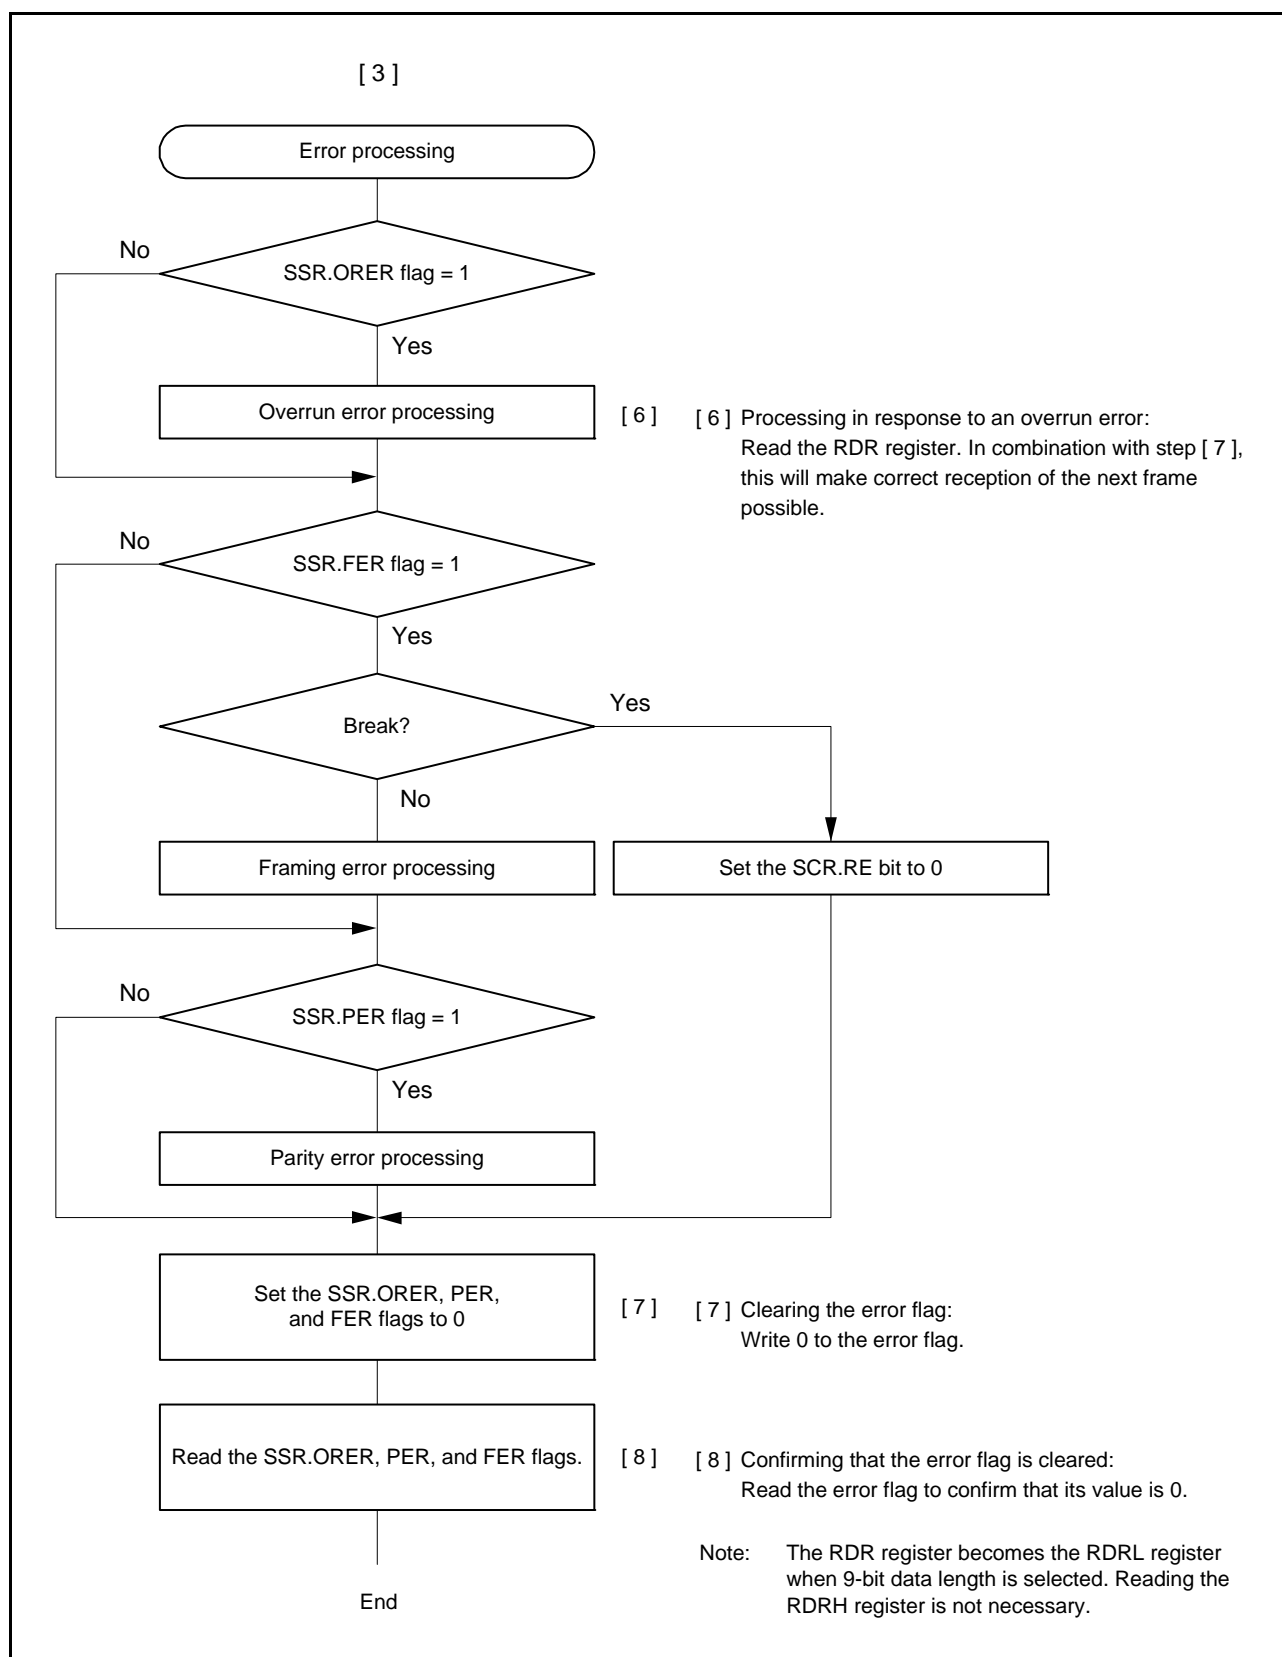 [ 3 ]
Error processing
No
SSR.ORER flag = 1
Yes
Overrun error processing
[ 6 ]
[ 6 ] Processing in response to an overrun error:
Read the RDR register. In combination with step [ 7 ],
this will make correct reception of the next frame
possible.
No
SSR.FER flag = 1
Yes
Break?
Yes
No
Framing error processing
Set the SCR.RE bit to 0
No
SSR.PER flag = 1
Yes
Parity error processing
Set the SSR.ORER, PER,
and FER flags to 0
[ 7 ]
[ 7 ] Clearing the error flag:
Write 0 to the error flag.
Read the SSR.ORER, PER, and FER flags.
[ 8 ]
[ 8 ] Confirming that the error flag is cleared:
Read the error flag to confirm that its value is 0.
Note: The RDR register becomes the RDRL register
when 9-bit data length is selected. Reading the
RDRH register is not necessary.
End